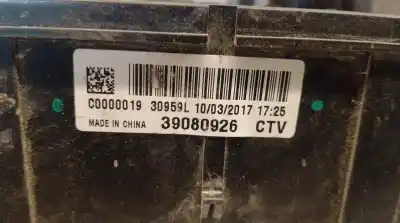 C0000019 30959L 10/03/2017 17:25
MADE IN CHINA 39080926 CTV